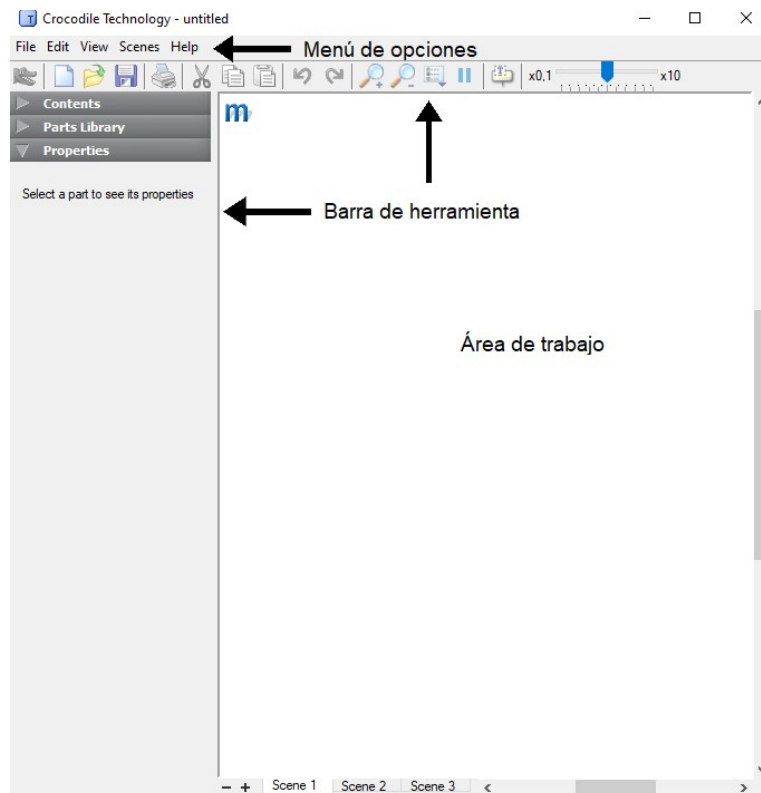 Crocodile Technology - untitled
File Edit View Scenes Help
Menú de opciones
x0.1 x10
Contents
Parts Library
Properties
m
Select a part to see its properties
Barra de herramienta
Área de trabajo
- + Scene 1 Scene 2 Scene 3